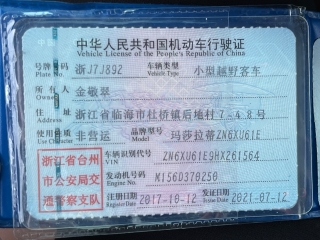 中华人民共和国机动车行驶证
Vehicle License of the People's Republic of China
号牌号码 Plate No. 浙J7J892 车辆类型 Vehicle Type 小型越野客车
所有人 Owner 金敬翠
住址 Address 浙江省临海市杜桥镇后地村7-48号
使用性质 Use Character 非营运 品牌型号 Model 玛莎拉蒂ZN6XU61E
浙江省台州市公安局交通警察支队
车辆识别代号 VIN ZN6XU61E9HX261564
发动机号码 Engine No. M156D370250
注册日期 Register Date 2017-10-12 发证日期 Issue Date 2021-07-12